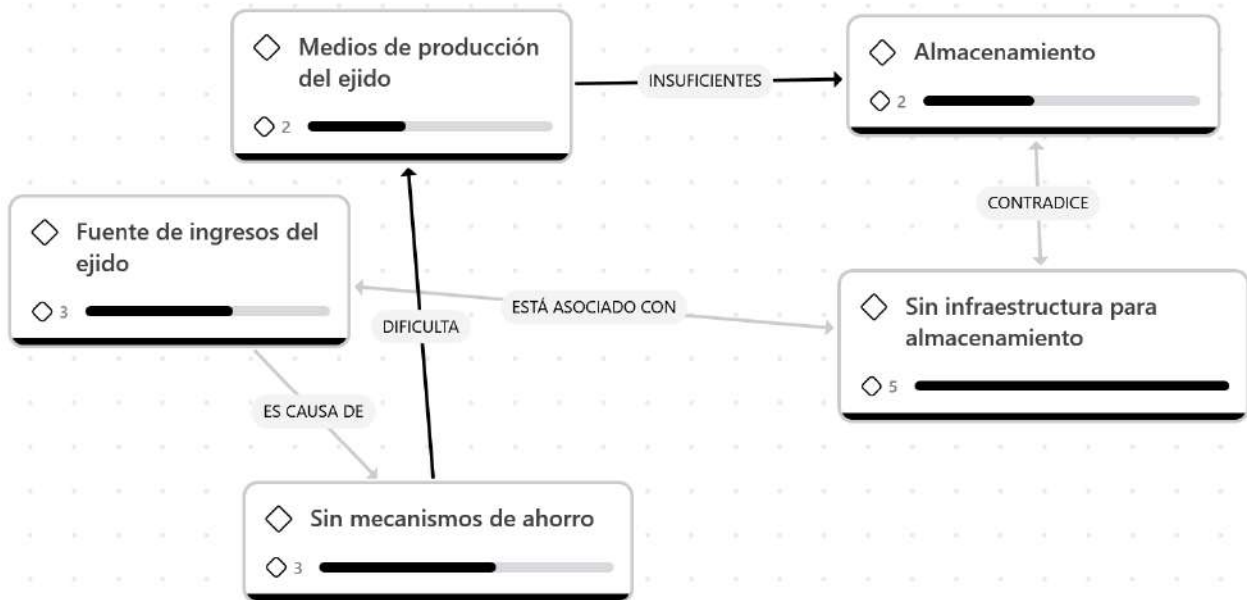 Medios de producción
del ejido
2
INSUFICIENTES
Almacenamiento
2
CONTRADICE
Fuente de ingresos del
ejido
3
DIFICULTA
ESTÁ ASOCIADO CON
Sin infraestructura para
almacenamiento
5
ES CAUSA DE
Sin mecanismos de ahorro
3